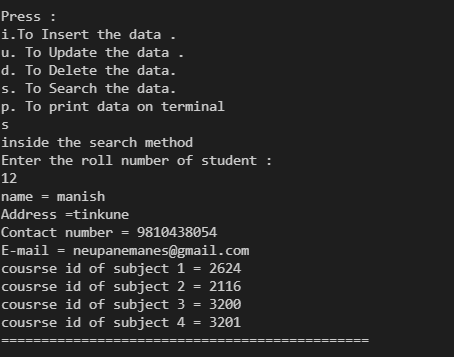 Press :
i.To Insert the data .
u. To Update the data .
d. To Delete the data.
s. To Search the data.
p. To print data on terminal
s
inside the search method
Enter the roll number of student :
12
name = manish
Address =tinkune
Contact number = 9810438054
E-mail = neupanemanes@gmail.com
cousrse id of subject 1 = 2624
cousrse id of subject 2 = 2116
cousrse id of subject 3 = 3200
cousrse id of subject 4 = 3201
==============================================